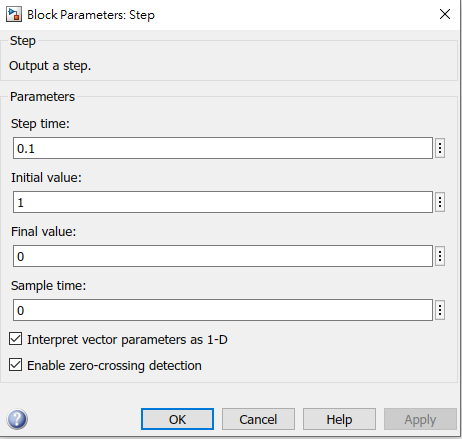 Block Parameters: Step
Step
Output a step.
Parameters
Step time:
0.1
Initial value:
1
Final value:
0
Sample time:
0
Interpret vector parameters as 1-D
Enable zero-crossing detection
? OK Cancel Help Apply